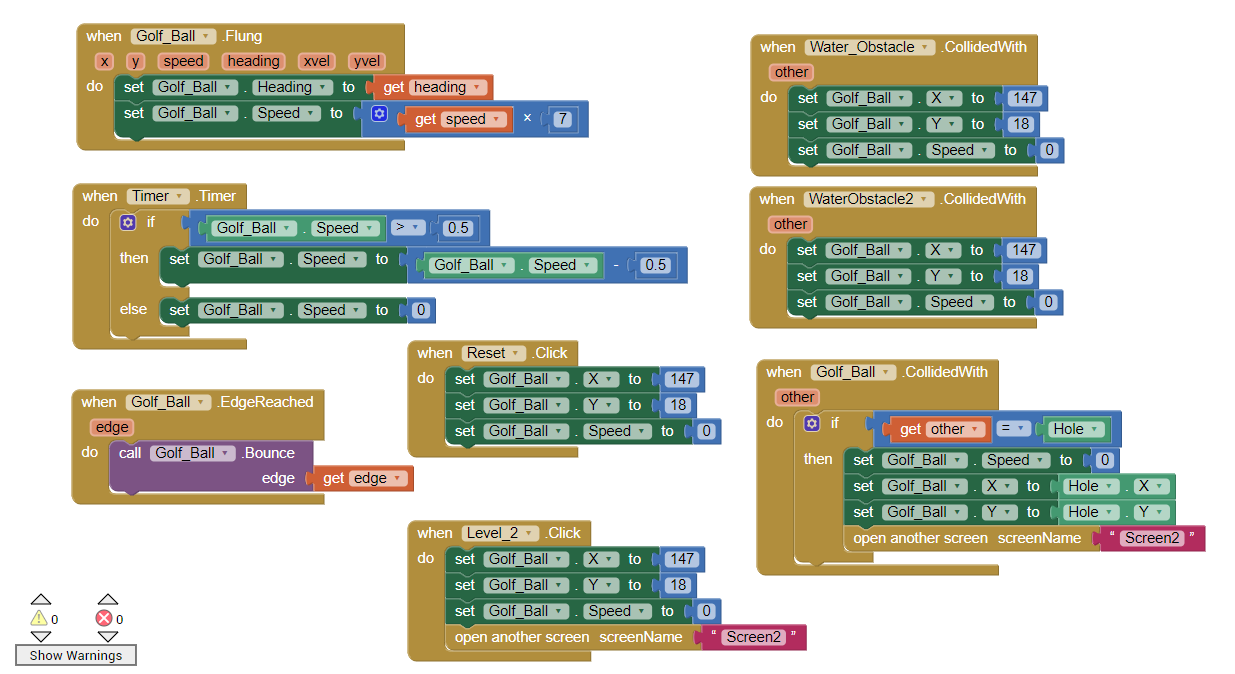 when Golf_Ball .Flung
x y speed heading xvel yvel
do set Golf_Ball . Heading to get heading
set Golf_Ball . Speed to get speed × 7
when Timer .Timer
do if Golf_Ball . Speed > 0.5
then set Golf_Ball . Speed to Golf_Ball . Speed - 0.5
else set Golf_Ball . Speed to 0
when Golf_Ball .EdgeReached
edge
do call Golf_Ball .Bounce
edge get edge
when Reset .Click
do set Golf_Ball . X to 147
set Golf_Ball . Y to 18
set Golf_Ball . Speed to 0
when Level_2 .Click
do set Golf_Ball . X to 147
set Golf_Ball . Y to 18
set Golf_Ball . Speed to 0
open another screen screenName “ Screen2 ”
when Water_Obstacle .CollidedWith
other
do set Golf_Ball . X to 147
set Golf_Ball . Y to 18
set Golf_Ball . Speed to 0
when WaterObstacle2 .CollidedWith
other
do set Golf_Ball . X to 147
set Golf_Ball . Y to 18
set Golf_Ball . Speed to 0
when Golf_Ball .CollidedWith
other
do if get other = Hole
then set Golf_Ball . Speed to 0
set Golf_Ball . X to Hole . X
set Golf_Ball . Y to Hole . Y
open another screen screenName “ Screen2 ”
0 0
Show Warnings